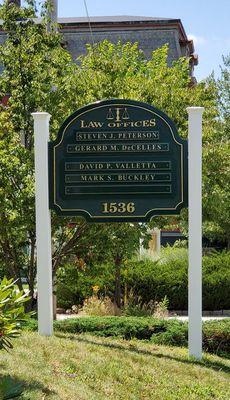 LAW OFFICES
STEVEN J. PETERSON
GERARD M. DECELLES
DAVID P. VALLETTA
MARK S. BUCKLEY
1536